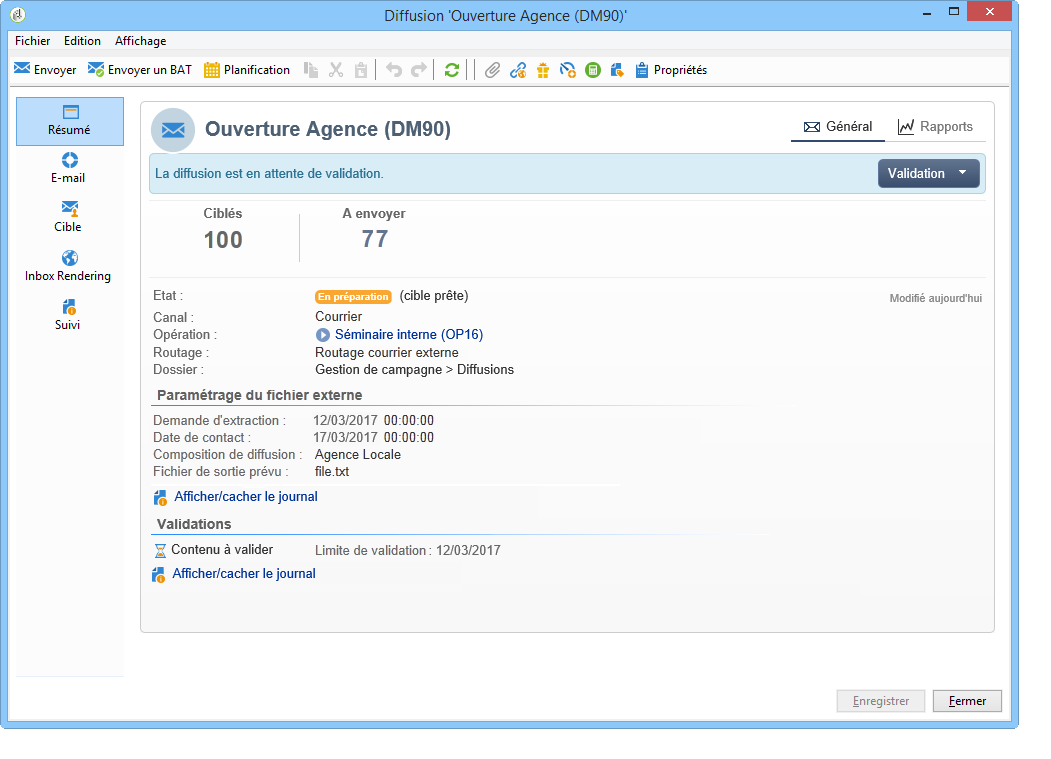 Diffusion 'Ouverture Agence (DM90)'
Fichier Edition Affichage
Envoyer Envoyer un BAT Planification Propriétés
Résumé
E-mail
Cible
Inbox Rendering
Suivi
Ouverture Agence (DM90)
Général Rapports
La diffusion est en attente de validation.
Validation
Ciblés A envoyer
100 77
Etat : En préparation (cible prête) Modifié aujourd'hui
Canal : Courrier
Opération : Séminaire interne (OP16)
Routage : Routage courrier externe
Dossier : Gestion de campagne > Diffusions
Paramétrage du fichier externe
Demande d'extraction : 12/03/2017 00:00:00
Date de contact : 17/03/2017 00:00:00
Composition de diffusion : Agence Locale
Fichier de sortie prévu : file.txt
Afficher/cacher le journal
Validations
Contenu à valider Limite de validation : 12/03/2017
Afficher/cacher le journal
Enregistrer Fermer